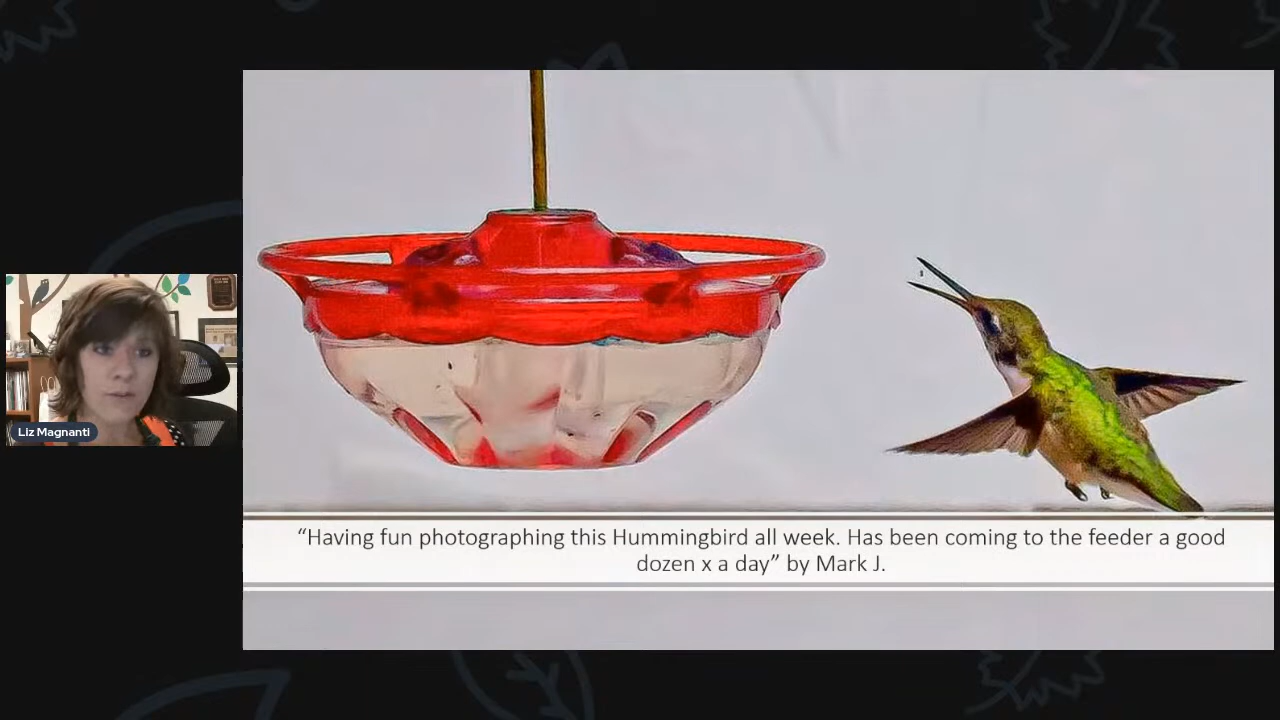 Liz Magnanti
“Having fun photographing this Hummingbird all week. Has been coming to the feeder a good
dozen x a day” by Mark J.